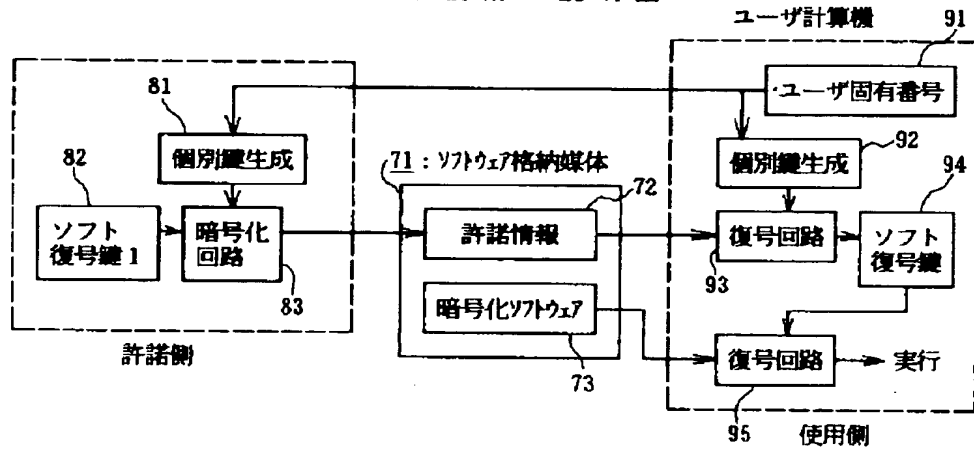 ユーザ計算機
91
ユーザ固有番号
81
個別鍵生成
82
ソフト
復号鍵1
暗号化
回路
83
許諾側
71:ソフトウェア格納媒体
72
許諾情報
暗号化ソフトウェア
73
92
個別鍵生成
94
復号回路
93
ソフト
復号鍵
復号回路
実行
95
使用側